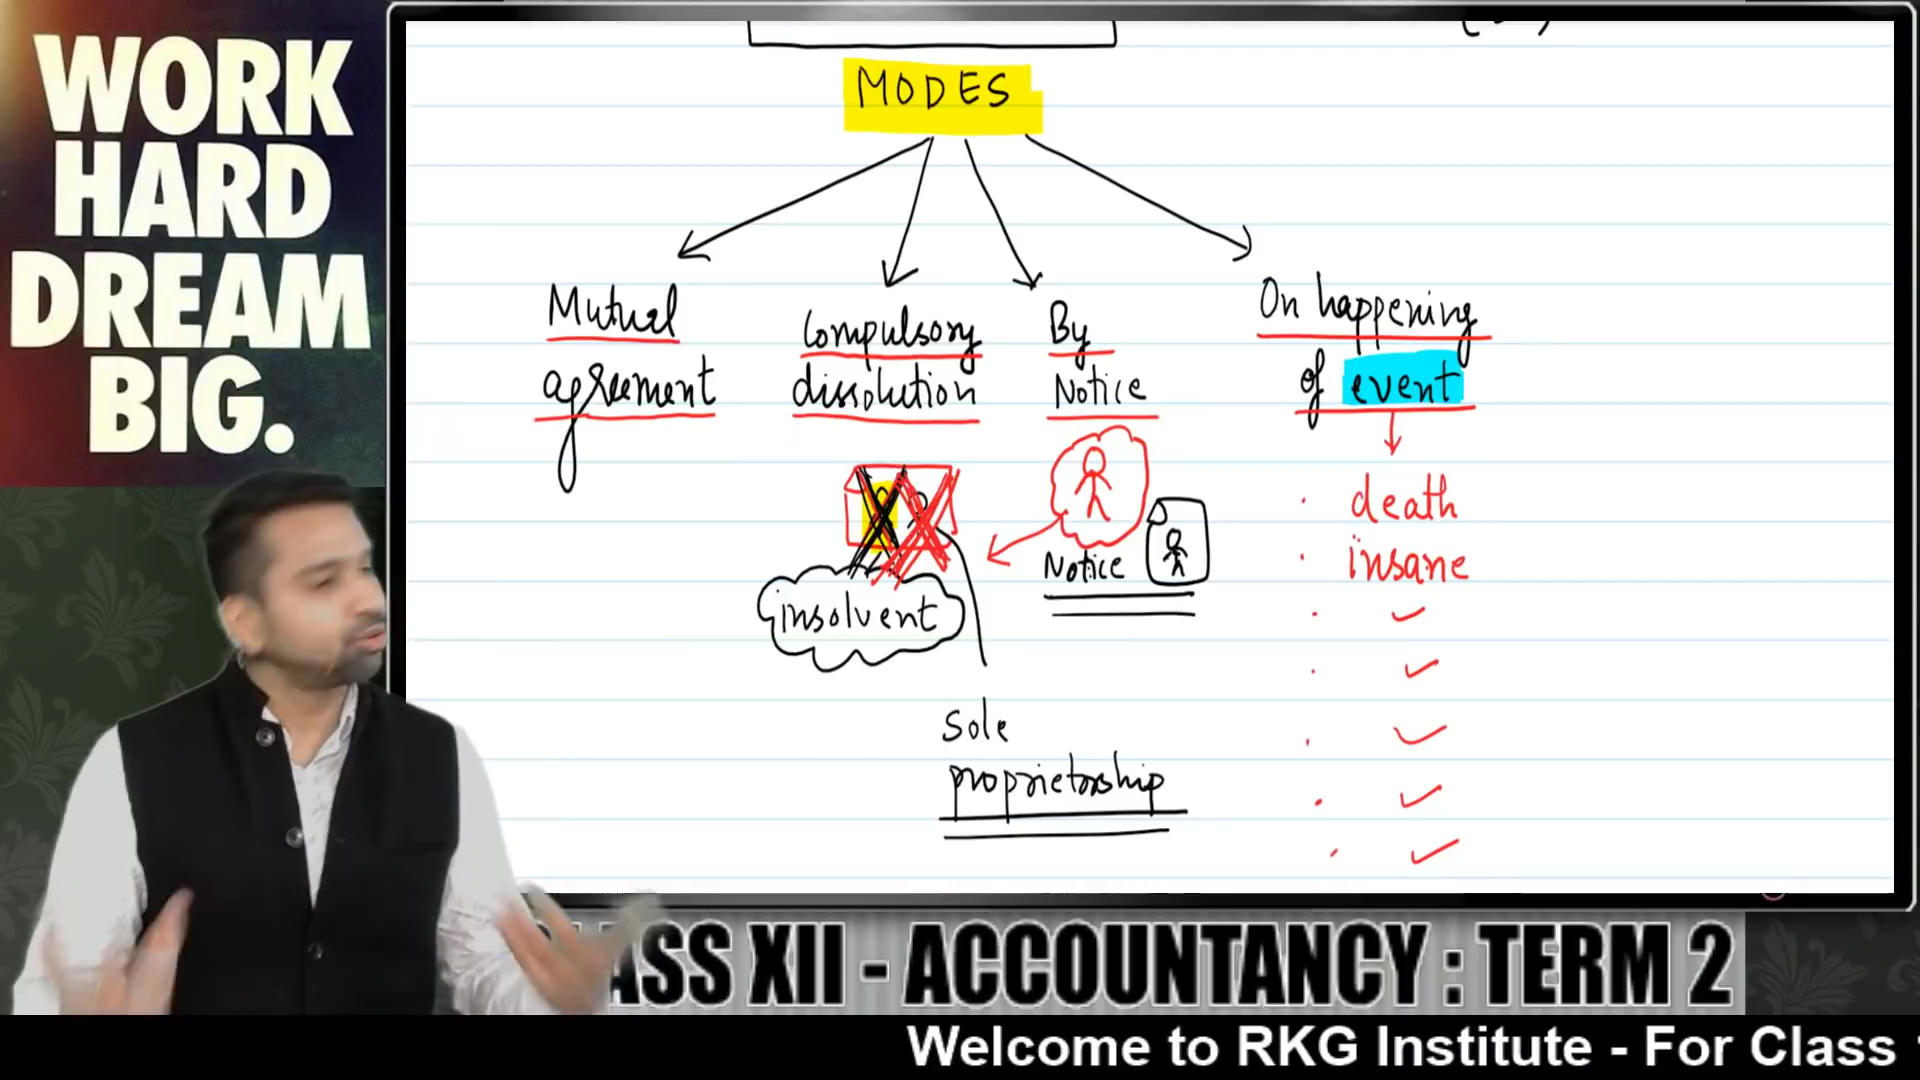 WORK
HARD
DREAM
BIG.
MODES
Mutual
agreement
Compulsory
dissolution
By
Notice
On happening
of event
death
insane
Notice
insolvent
Sole
proprietorship
ASS XII - ACCOUNTANCY : TERM 2
Welcome to RKG Institute - For Class